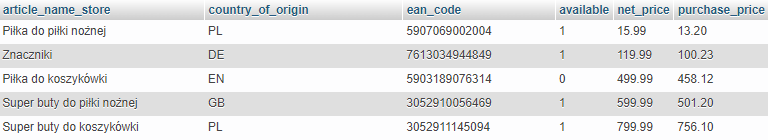 article_name_store country_of_origin ean_code available net_price purchase_price
Piłka do piłki nożnej PL 5907069002004 1 15.99 13.20
Znaczniki DE 7613034944849 1 119.99 100.23
Piłka do koszykówki EN 5903189076314 0 499.99 458.12
Super buty do piłki nożnej GB 3052910056469 1 599.99 501.20
Super buty do koszykówki PL 3052911145094 1 799.99 756.10